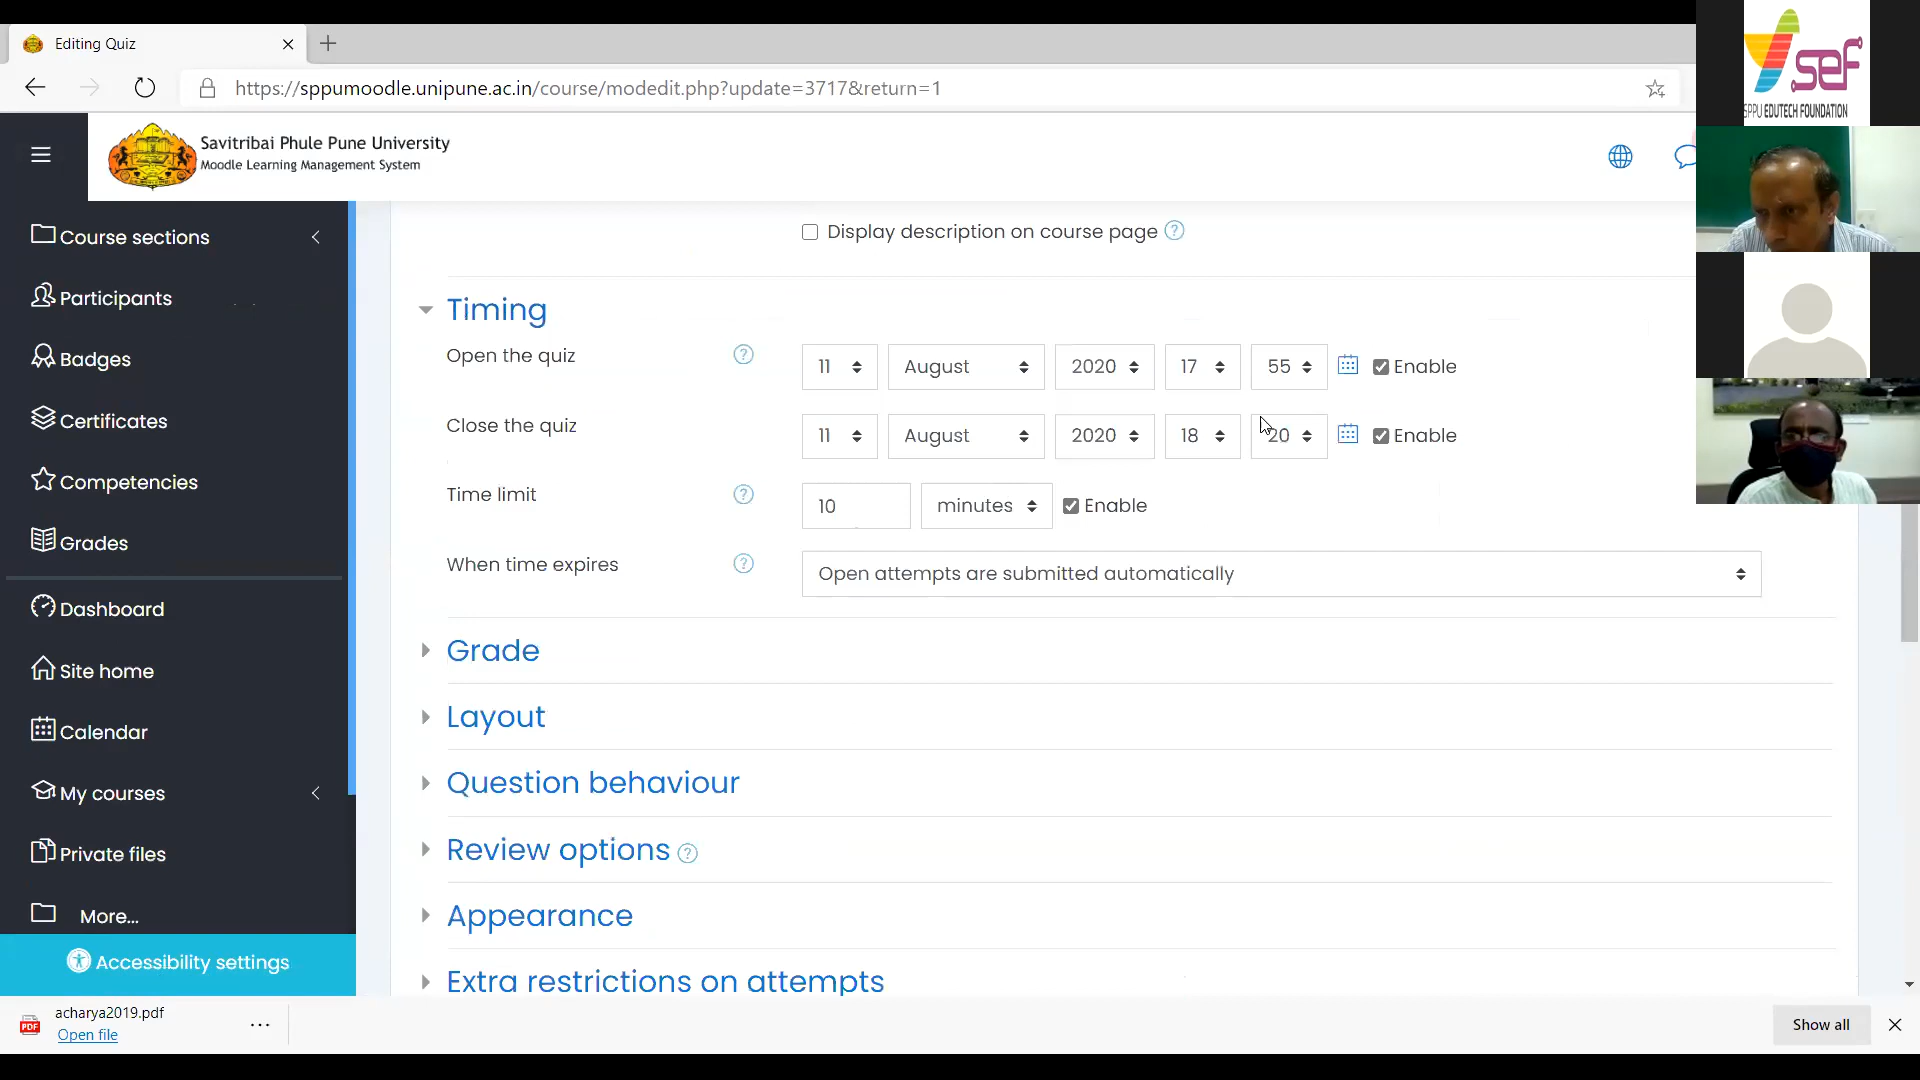 Editing Quiz
https://sppumoodle.unipune.ac.in/course/modedit.php?update=3717&return=1
sef
SPPU EDUTECH FOUNDATION
Savitribai Phule Pune University
Moodle Learning Management System
Course sections
Participants
Badges
Certificates
Competencies
Grades
Dashboard
Site home
Calendar
My courses
Private files
More...
Accessibility settings
Display description on course page
Timing
Open the quiz 11 August 2020 17 55 Enable
Close the quiz 11 August 2020 18 20 Enable
Time limit 10 minutes Enable
When time expires Open attempts are submitted automatically
Grade
Layout
Question behaviour
Review options
Appearance
Extra restrictions on attempts
PDF
acharya2019.pdf
Open file
Show all